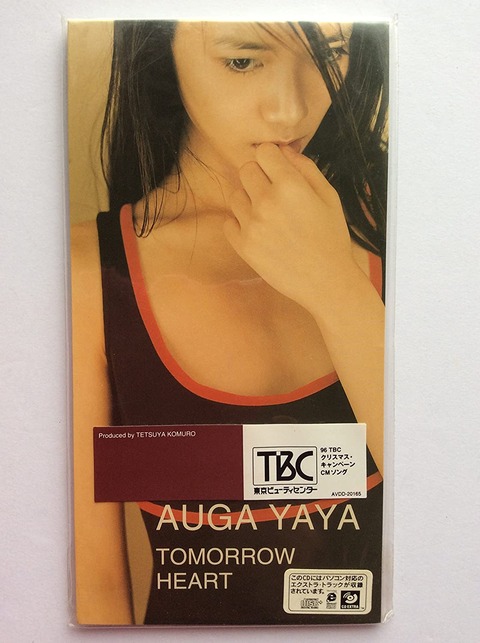 Produced by TETSUYA KOMURO
TBC
東京ビューティセンター
96 TBC
クリスマス・
キャンペーン
CMソング
AVDD-20165
AUGA YAYA
TOMORROW
HEART
このCDにはパソコン対応の
エクストラ・トラックが収録
されています。
CD EXTRA